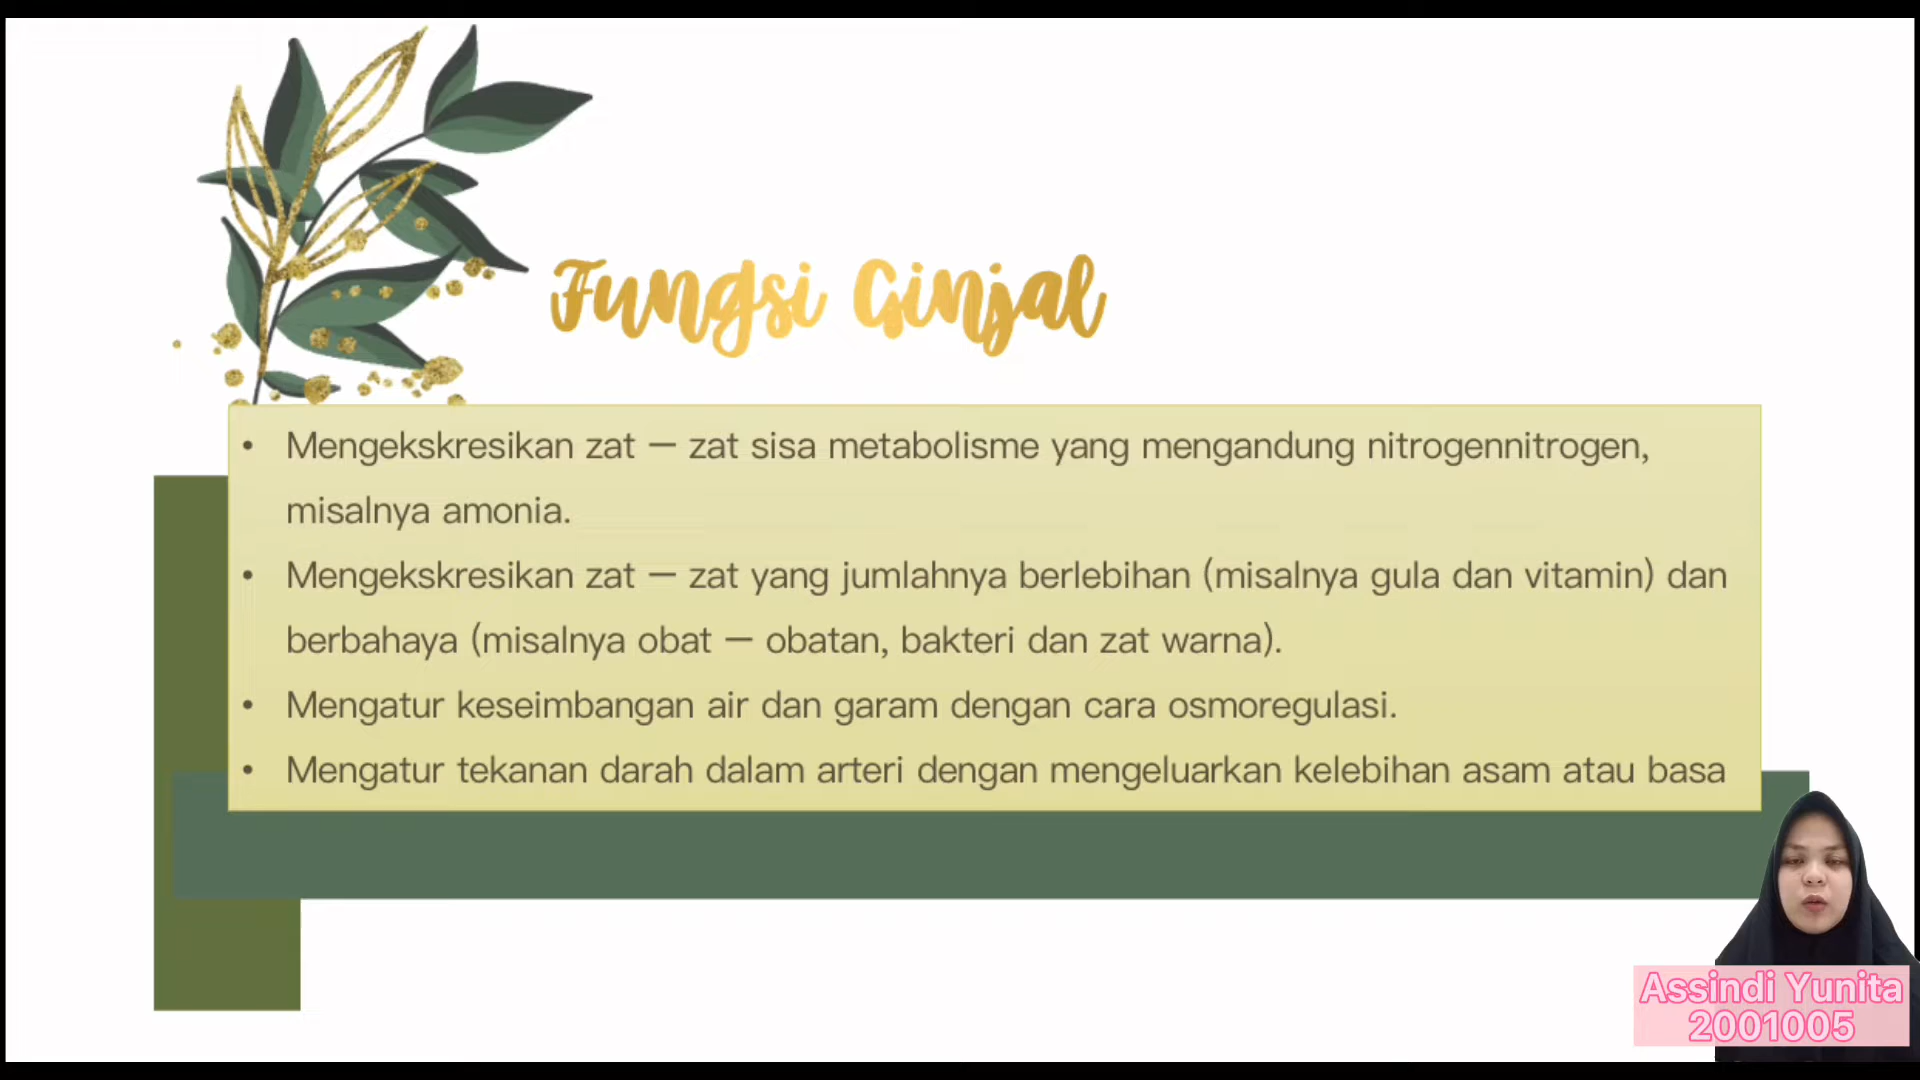 Fungsi Ginjal
• Mengekskresikan zat – zat sisa metabolisme yang mengandung nitrogennitrogen,
misalnya amonia.
• Mengekskresikan zat – zat yang jumlahnya berlebihan (misalnya gula dan vitamin) dan
berbahaya (misalnya obat – obatan, bakteri dan zat warna).
• Mengatur keseimbangan air dan garam dengan cara osmoregulasi.
• Mengatur tekanan darah dalam arteri dengan mengeluarkan kelebihan asam atau basa
Assindi Yunita
2001005